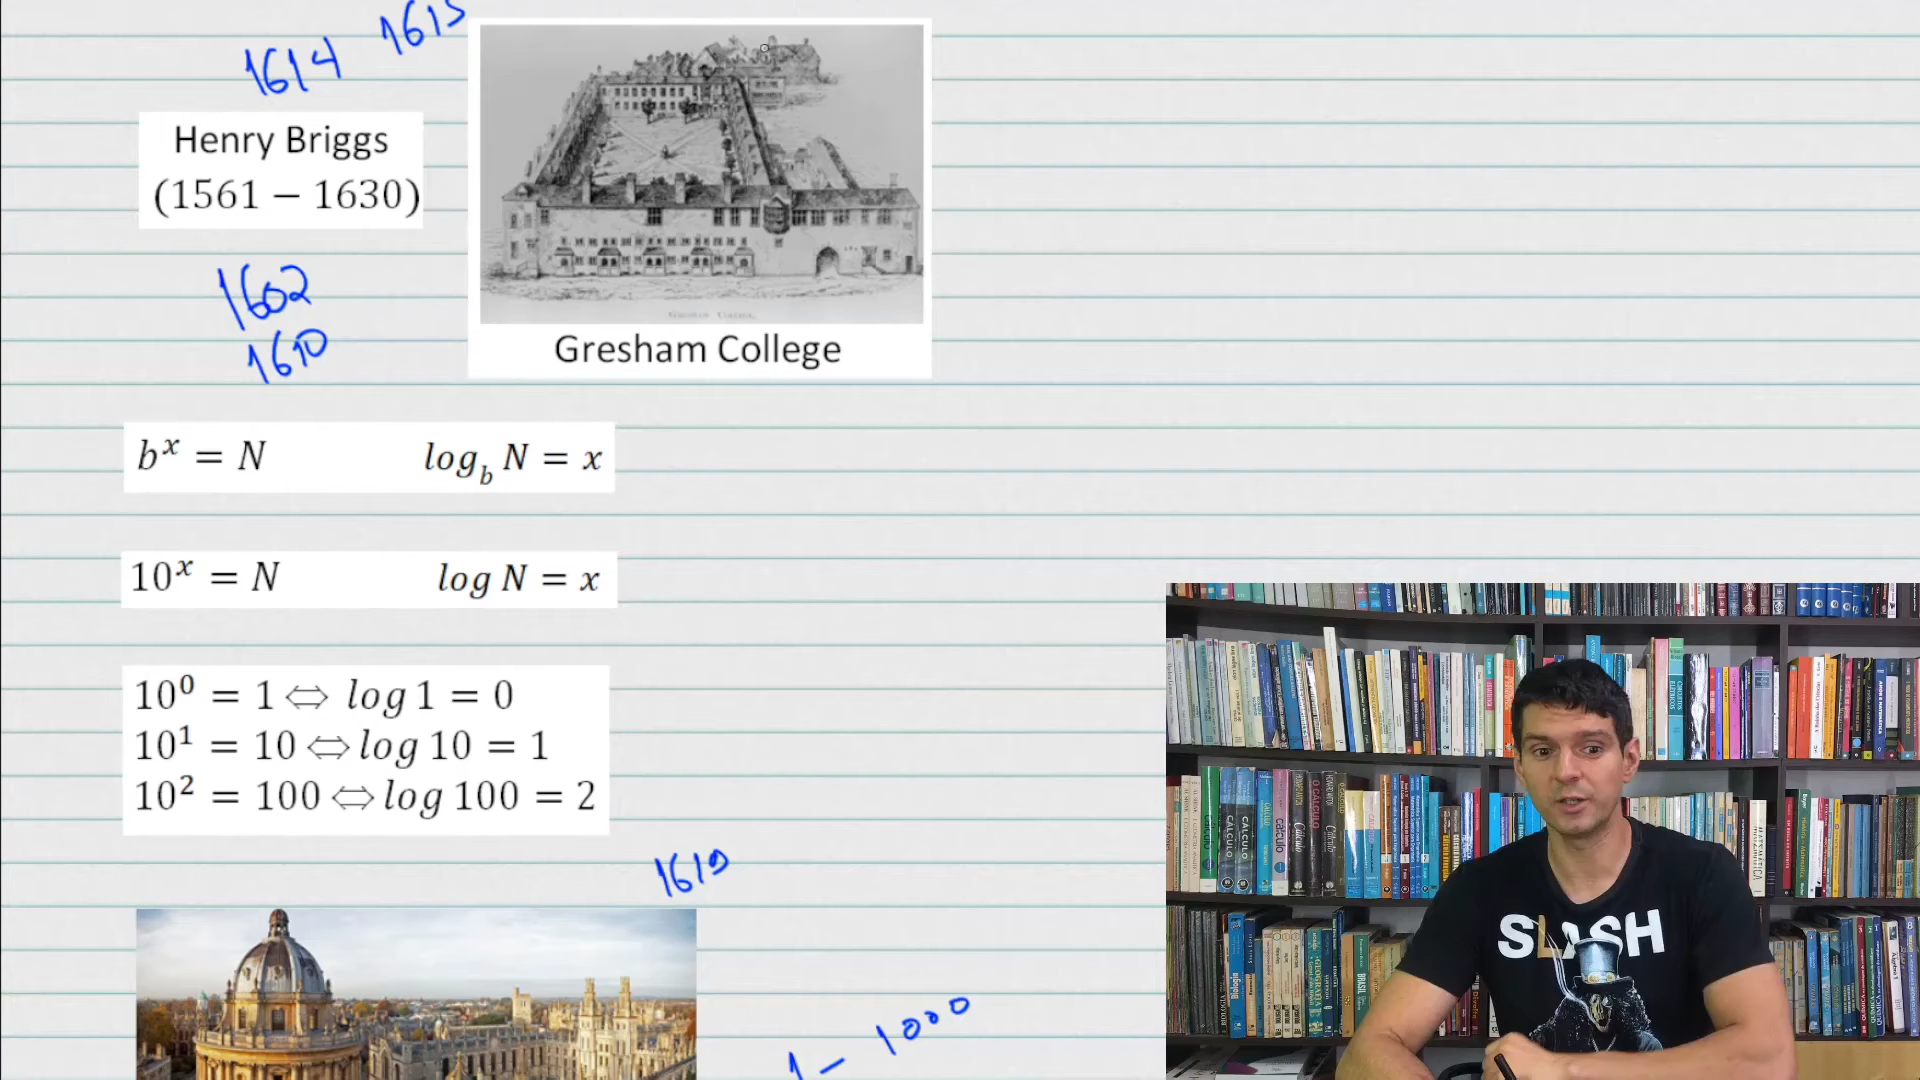 1614
1615
Henry Briggs
(1561 − 1630)
Gresham College
1602
1610
b^x = N log_b N = x
10^x = N log N = x
10^0 = 1 ⇔ log 1 = 0
10^1 = 10 ⇔ log 10 = 1
10^2 = 100 ⇔ log 100 = 2
1619
1 − 1000
SLASH